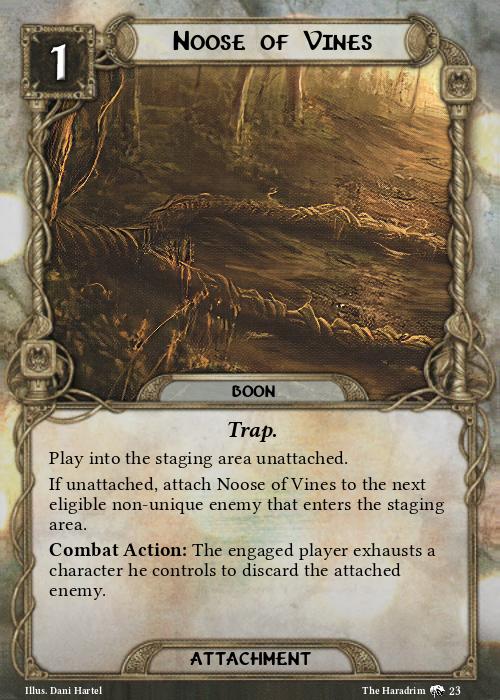 1
NOOSE OF VINES
BOON
Trap.
Play into the staging area unattached.
If unattached, attach Noose of Vines to the next
eligible non-unique enemy that enters the staging
area.
Combat Action: The engaged player exhausts a
character he controls to discard the attached
enemy.
ATTACHMENT
Illus. Dani Hartel
The Haradrim 23